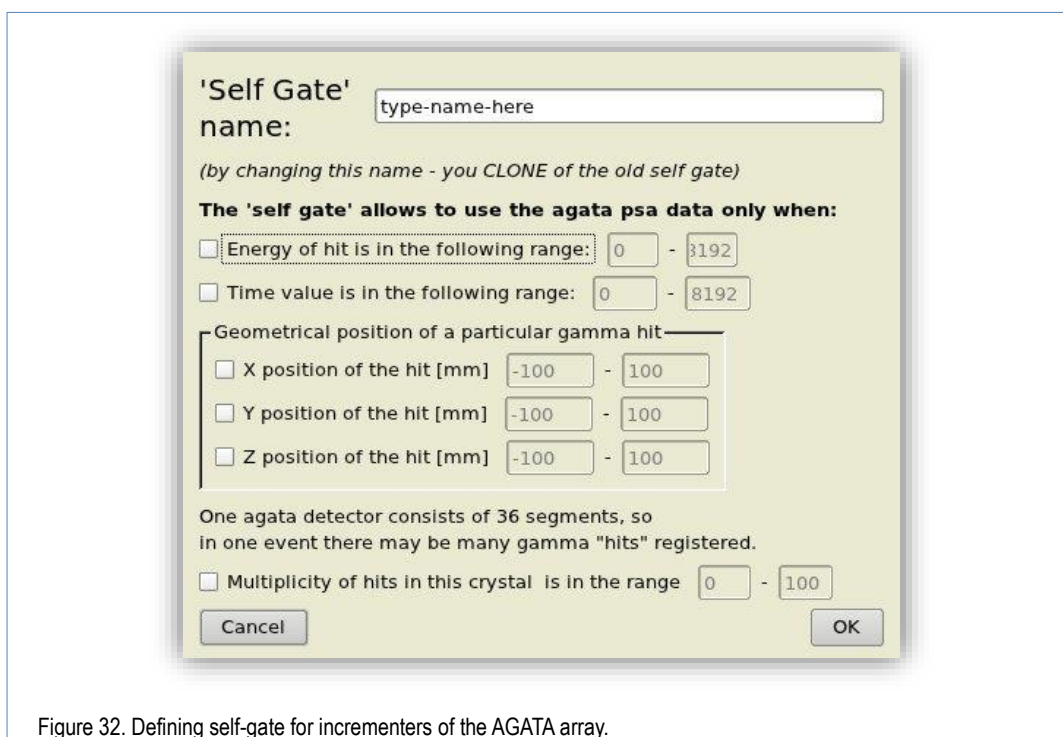 'Self Gate'
name:
type-name-here
(by changing this name - you CLONE of the old self gate)
The 'self gate' allows to use the agata psa data only when:
Energy of hit is in the following range: 0 - 8192
Time value is in the following range: 0 - 8192
Geometrical position of a particular gamma hit
X position of the hit [mm] -100 - 100
Y position of the hit [mm] -100 - 100
Z position of the hit [mm] -100 - 100
One agata detector consists of 36 segments, so
in one event there may be many gamma "hits" registered.
Multiplicity of hits in this crystal is in the range 0 - 100
Cancel OK
Figure 32. Defining self-gate for incrementers of the AGATA array.